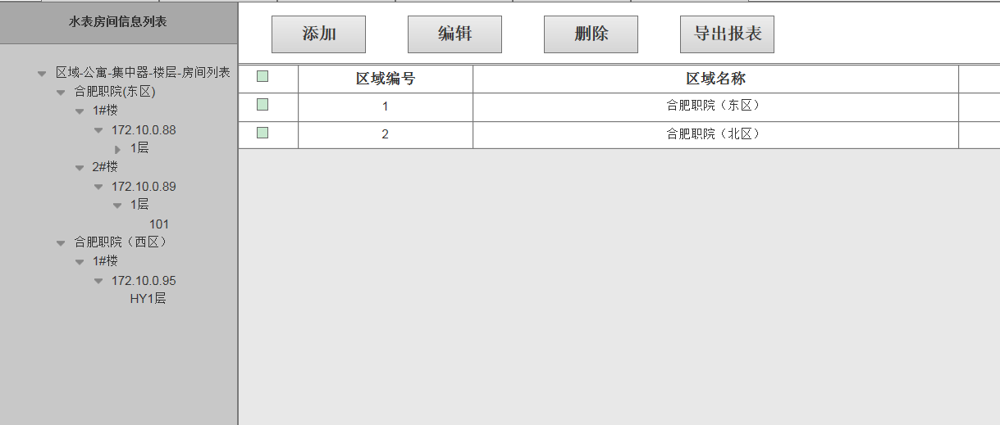 水表房间信息列表
添加 编辑 删除 导出报表
区域-公寓-集中器-楼层-房间列表
合肥职院(东区)
1#楼
172.10.0.88
1层
2#楼
172.10.0.89
1层
101
合肥职院（西区）
1#楼
172.10.0.95
HY1层
区域编号 区域名称
1 合肥职院（东区）
2 合肥职院（北区）